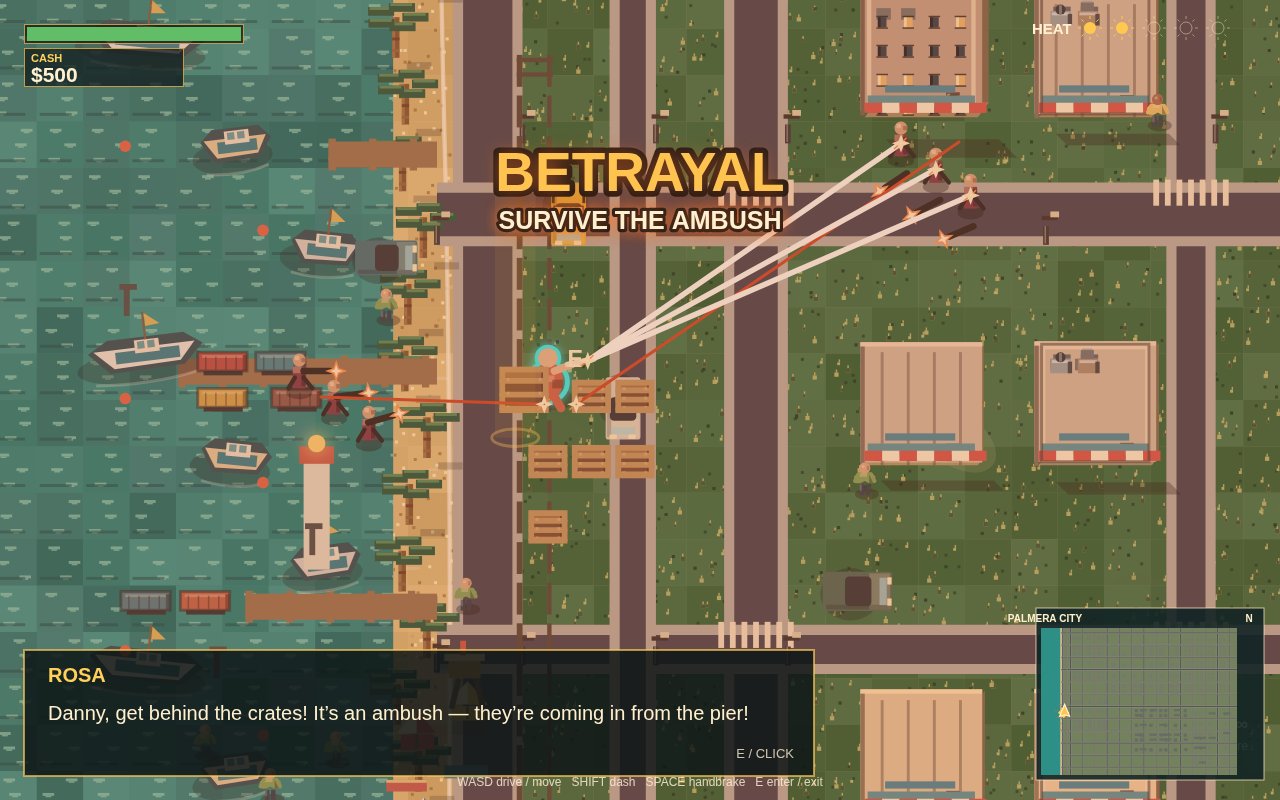 CASH
$500
HEAT
BETRAYAL
SURVIVE THE AMBUSH
E
PALMERA CITY
N
ROSA
Danny, get behind the crates! It’s an ambush — they’re coming in from the pier!
E / CLICK
WASD drive / move SHIFT dash SPACE handbrake E enter / exit